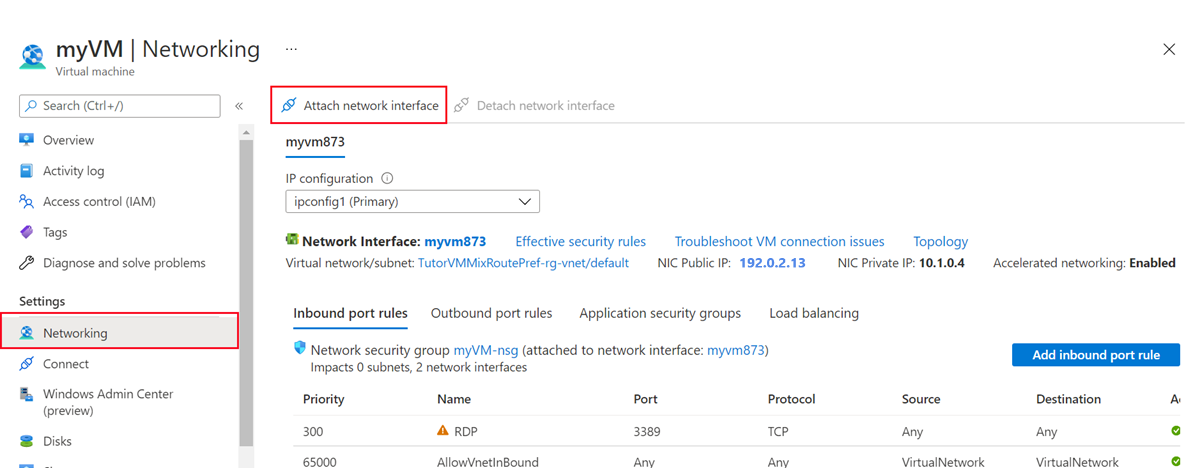 myVM | Networking ...
Virtual machine
Search (Ctrl+/)
«
Overview
Activity log
Access control (IAM)
Tags
Diagnose and solve problems
Settings
Networking
Connect
Windows Admin Center
(preview)
Disks
Attach network interface Detach network interface
myvm873
IP configuration
ipconfig1 (Primary)
Network Interface: myvm873 Effective security rules Troubleshoot VM connection issues Topology
Virtual network/subnet: TutorVMMixRoutePref-rg-vnet/default NIC Public IP: 192.0.2.13 NIC Private IP: 10.1.0.4 Accelerated networking: Enabled
Inbound port rules Outbound port rules Application security groups Load balancing
Network security group myVM-nsg (attached to network interface: myvm873)
Impacts 0 subnets, 2 network interfaces
Add inbound port rule
Priority Name Port Protocol Source Destination
300 RDP 3389 TCP Any Any
65000 AllowVnetInBound Any Any VirtualNetwork VirtualNetwork